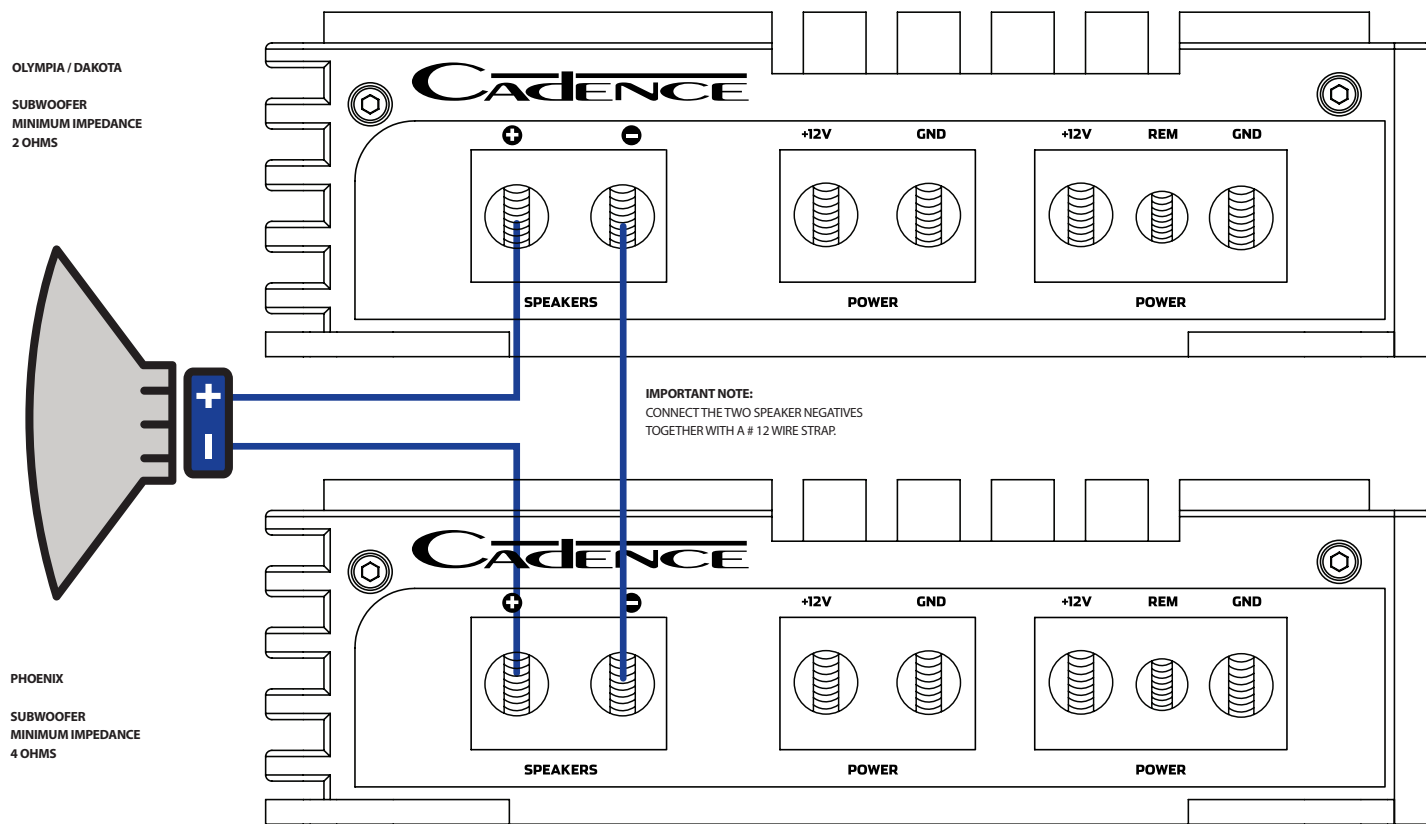 OLYMPIA / DAKOTA
SUBWOOFER
MINIMUM IMPEDANCE
2 OHMS
CADENCE
+ −
+12V GND
+12V REM GND
SPEAKERS
POWER
POWER
+
−
IMPORTANT NOTE:
CONNECT THE TWO SPEAKER NEGATIVES
TOGETHER WITH A # 12 WIRE STRAP.
CADENCE
+ −
+12V GND
+12V REM GND
PHOENIX
SUBWOOFER
MINIMUM IMPEDANCE
4 OHMS
SPEAKERS
POWER
POWER